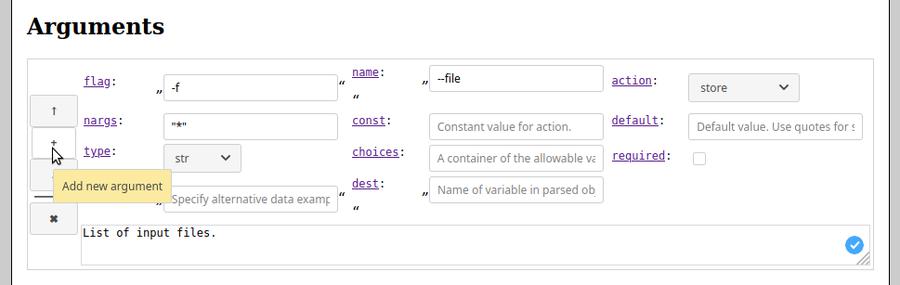 Arguments
flag: „ -f “ name: „ --file “ action: store
↑
nargs: "*" const: Constant value for action. default: Default value. Use quotes for s
+
type: str choices: A container of the allowable va required:
Add new argument
„ Specify alternative data examp “ dest: „ Name of variable in parsed ob “
✖
List of input files.